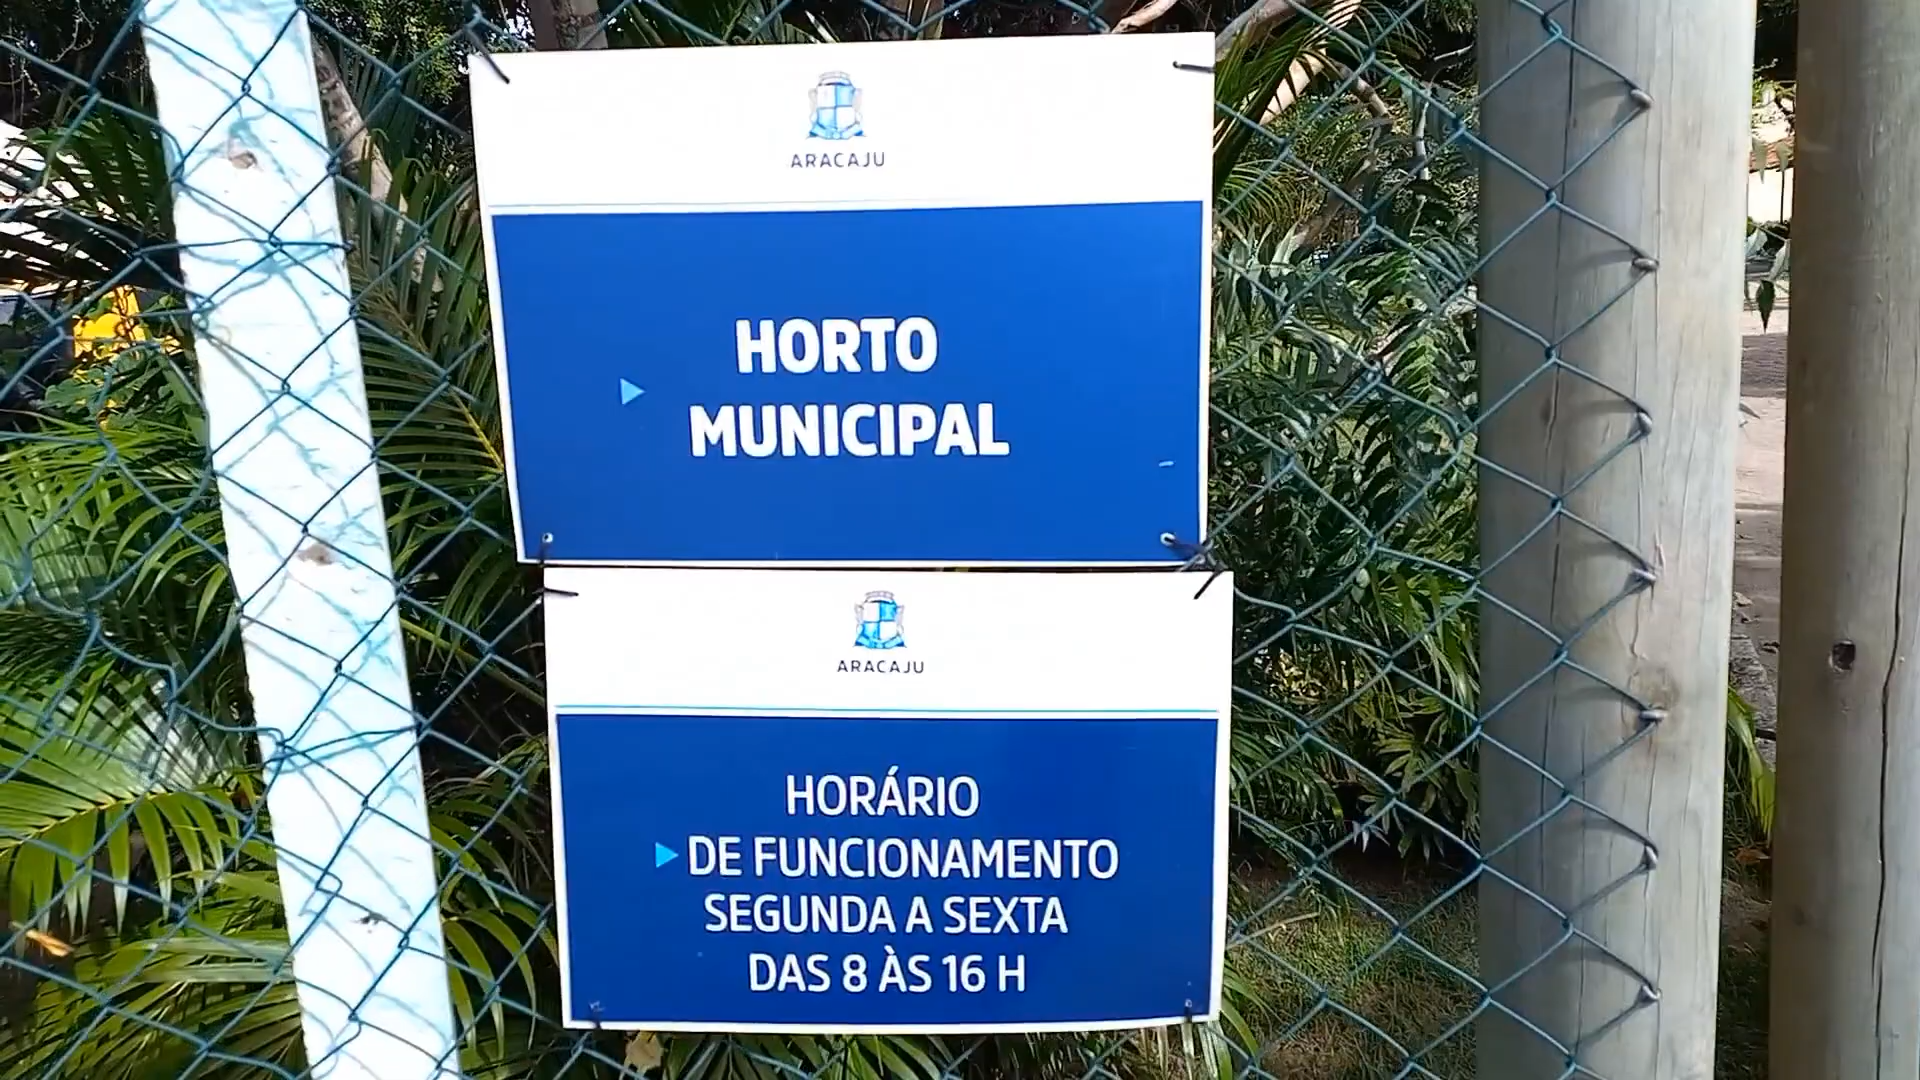 ARACAJU
HORTO
MUNICIPAL
ARACAJU
HORÁRIO
DE FUNCIONAMENTO
SEGUNDA A SEXTA
DAS 8 ÀS 16 H